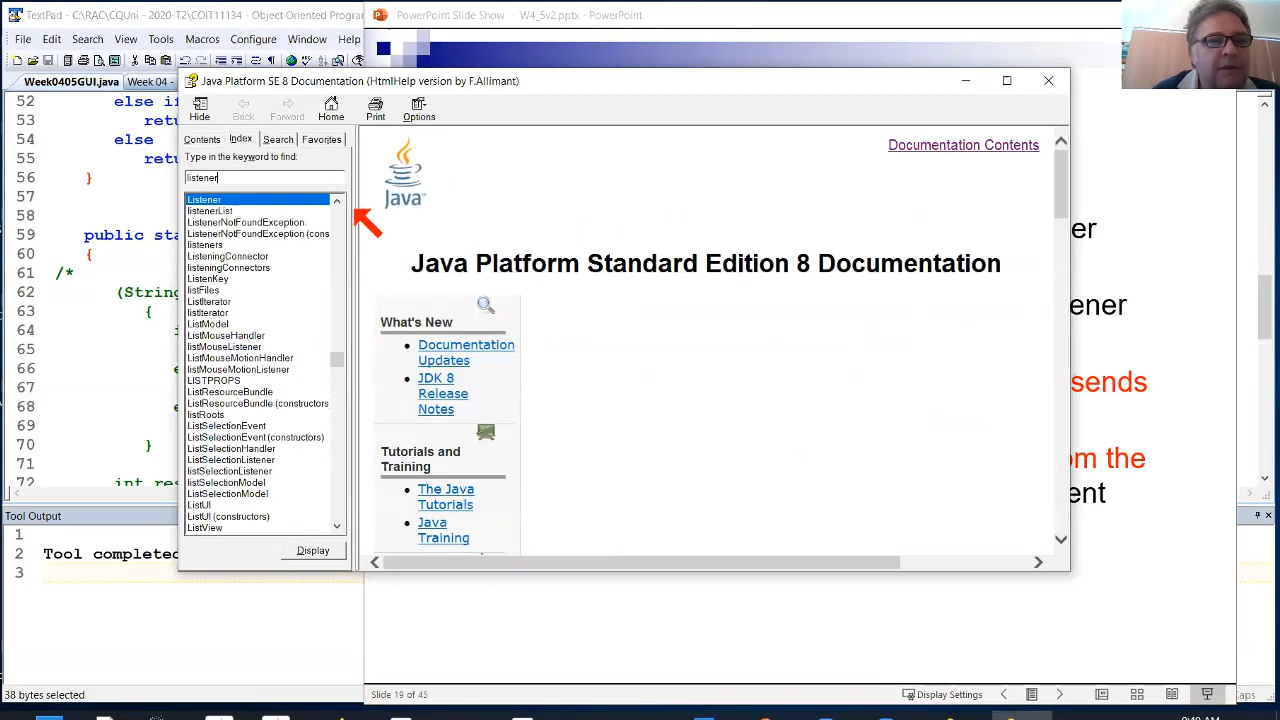 TextPad - C:\RAC\CQUni - 2020-T2\COIT11134 - Object Oriented Progra
PowerPoint Slide Show - W4_5v2.pptx - PowerPoint
File Edit Search View Tools Macros Configure Window Help
Week0405GUI.java Week 04 -
52 else if
53 retu
54 else
55 retu
56 }
57
58
59 public sta
60 {
61 /*
62 (String
63 {
64 i
65
66 e
67
68 e
69
70 }
71
72 int res
Java Platform SE 8 Documentation (HtmlHelp version by F.Allimant)
Hide Back Forward Home Print Options
Contents Index Search Favorites
Type in the keyword to find:
listener
Listener
listenerList
ListenerNotFoundException
ListenerNotFoundException (cons
listeners
ListeningConnector
listeningConnectors
ListenKey
listFiles
ListIterator
listIterator
ListModel
ListMouseHandler
listMouseListener
ListMouseMotionHandler
listMouseMotionListener
LISTPROPS
ListResourceBundle
ListResourceBundle (constructors
listRoots
ListSelectionEvent
ListSelectionEvent (constructors)
ListSelectionHandler
ListSelectionListener
listSelectionListener
listSelectionModel
ListSelectionModel
ListUI
ListUI (constructors)
ListView
Display
Documentation Contents
Java™
Java Platform Standard Edition 8 Documentation
What's New
• Documentation
Updates
• JDK 8
Release
Notes
Tutorials and
Training
• The Java
Tutorials
• Java
Training
er
ener
sends
om the
ent
Tool Output
1
2 Tool completed
3
38 bytes selected
Slide 19 of 45
Display Settings
Caps